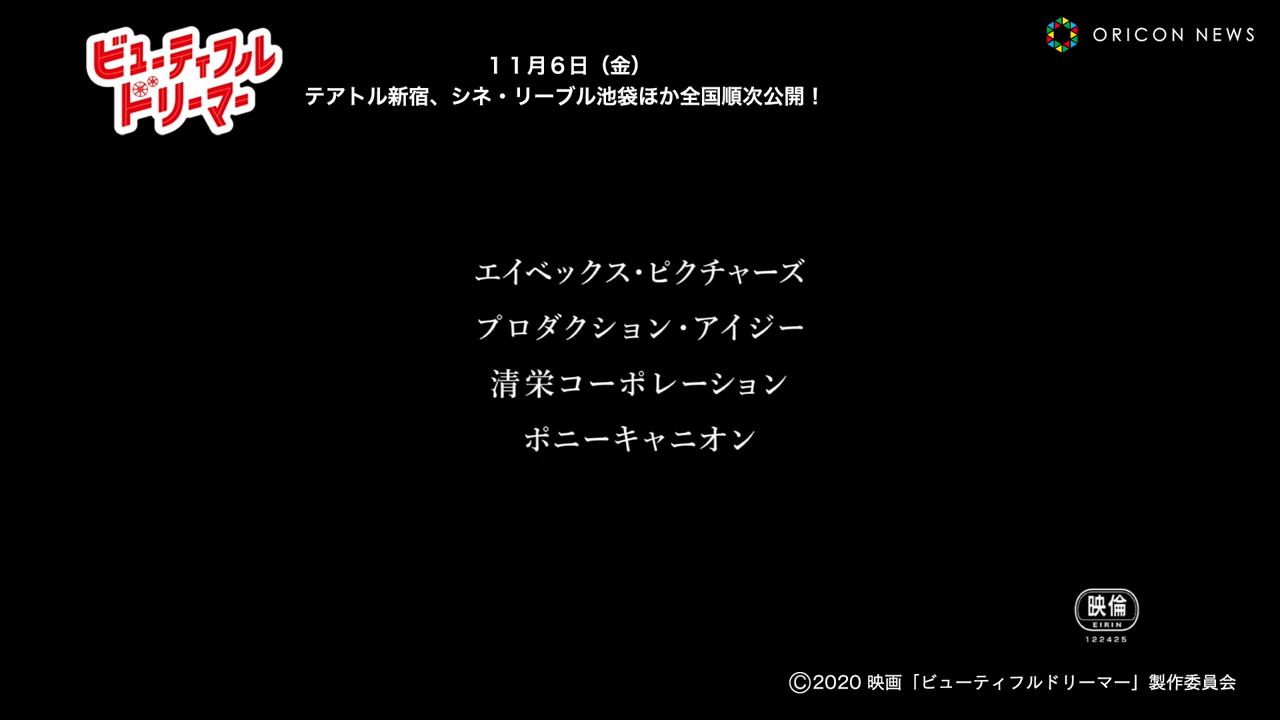 ビューティフル
ドリーマー
１１月６日（金）
テアトル新宿、シネ・リーブル池袋ほか全国順次公開！
ORICON NEWS
エイベックス・ピクチャーズ
プロダクション・アイジー
清栄コーポレーション
ポニーキャニオン
映倫
EIRIN
122425
Ⓒ2020 映画「ビューティフルドリーマー」製作委員会